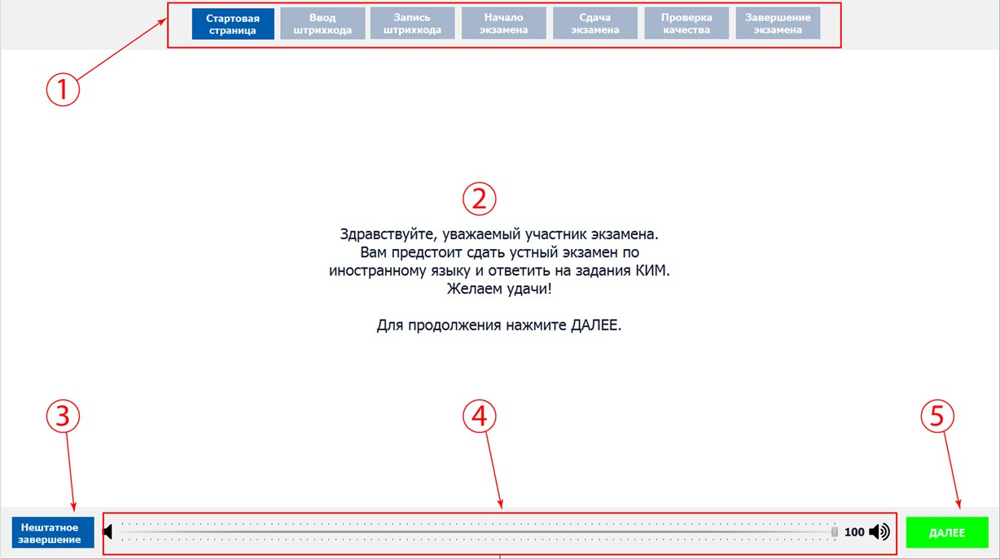 Стартовая
страница
Ввод
штрихкода
Запись
штрихкода
Начало
экзамена
Сдача
экзамена
Проверка
качества
Завершение
экзамена
1
2
Здравствуйте, уважаемый участник экзамена.
Вам предстоит сдать устный экзамен по
иностранному языку и ответить на задания КИМ.
Желаем удачи!
Для продолжения нажмите ДАЛЕЕ.
3
4
5
Нештатное
завершение
100
ДАЛЕЕ